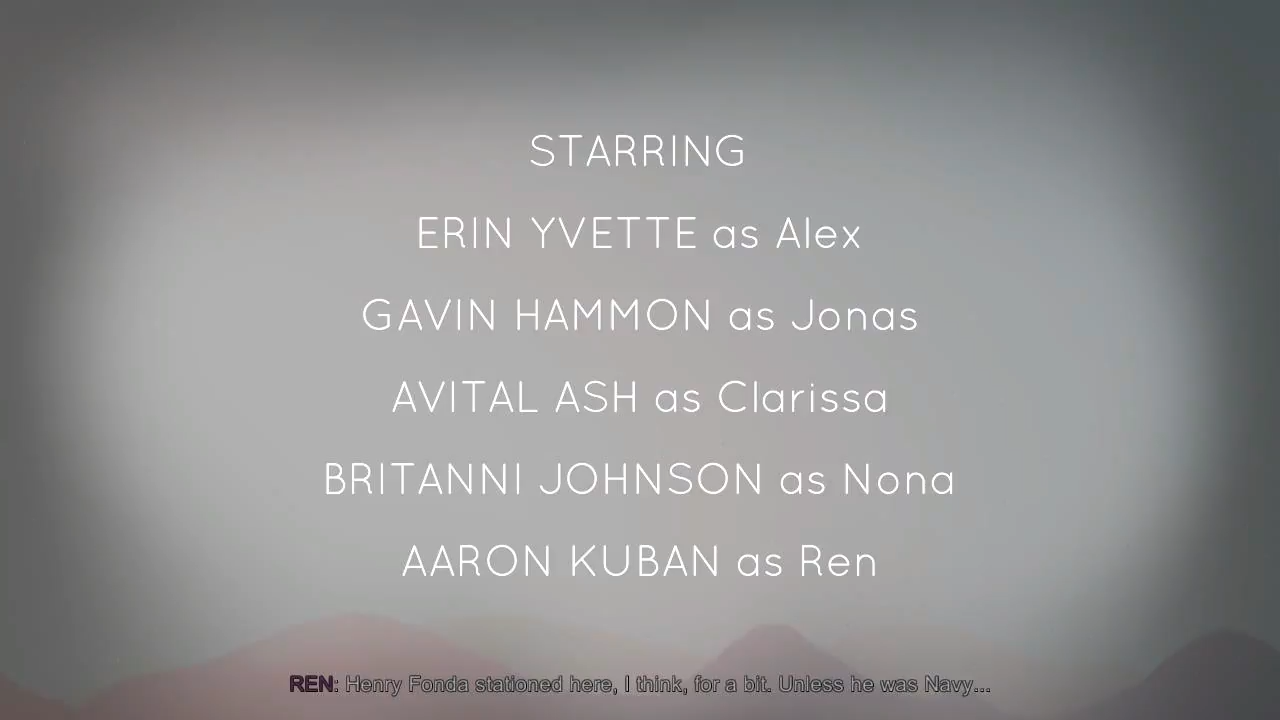 STARRING
ERIN YVETTE as Alex
GAVIN HAMMON as Jonas
AVITAL ASH as Clarissa
BRITANNI JOHNSON as Nona
AARON KUBAN as Ren
REN: Henry Fonda stationed here, I think, for a bit. Unless he was Navy...